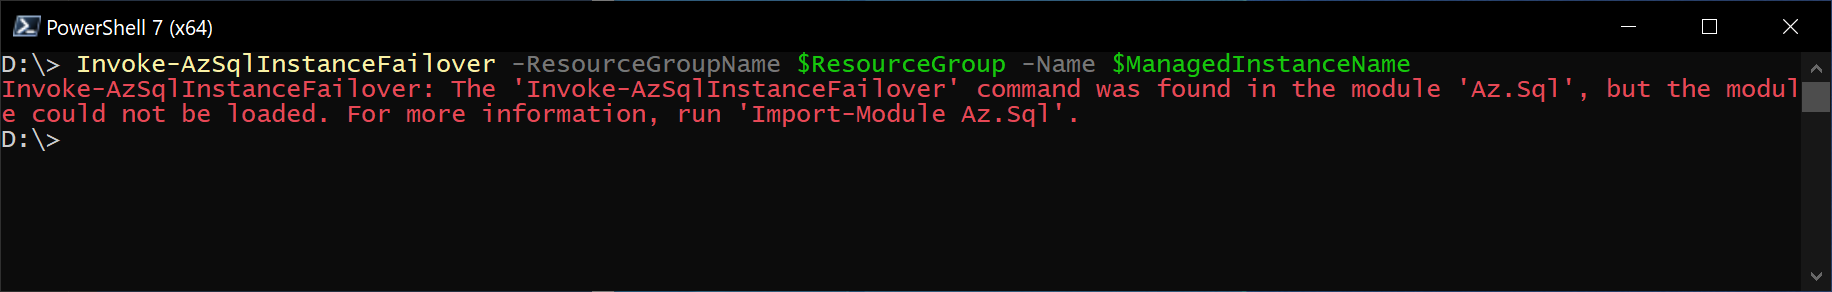 PowerShell 7 (x64)
D:\> Invoke-AzSqlInstanceFailover -ResourceGroupName $ResourceGroup -Name $ManagedInstanceName
Invoke-AzSqlInstanceFailover: The 'Invoke-AzSqlInstanceFailover' command was found in the module 'Az.Sql', but the modul
e could not be loaded. For more information, run 'Import-Module Az.Sql'.
D:\>